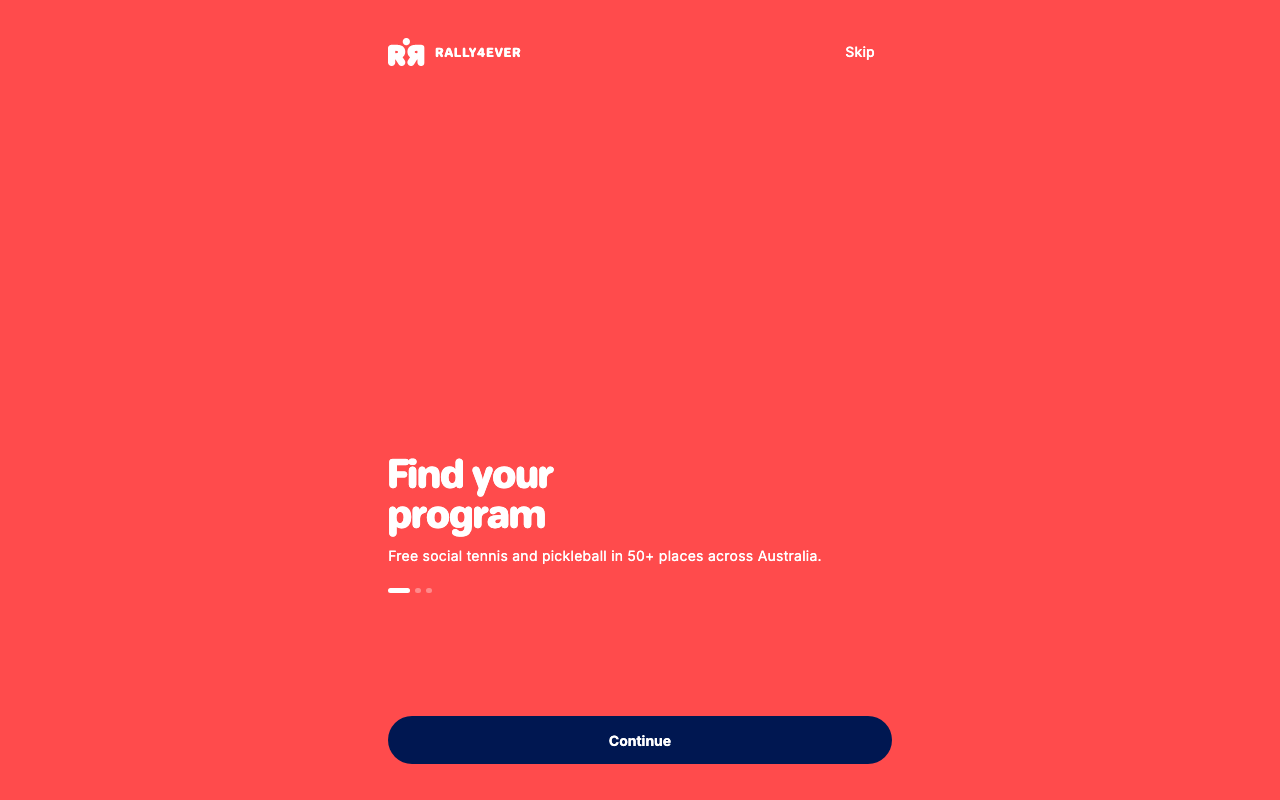 RALLY4EVER
Skip
Find your
program
Free social tennis and pickleball in 50+ places across Australia.
Continue